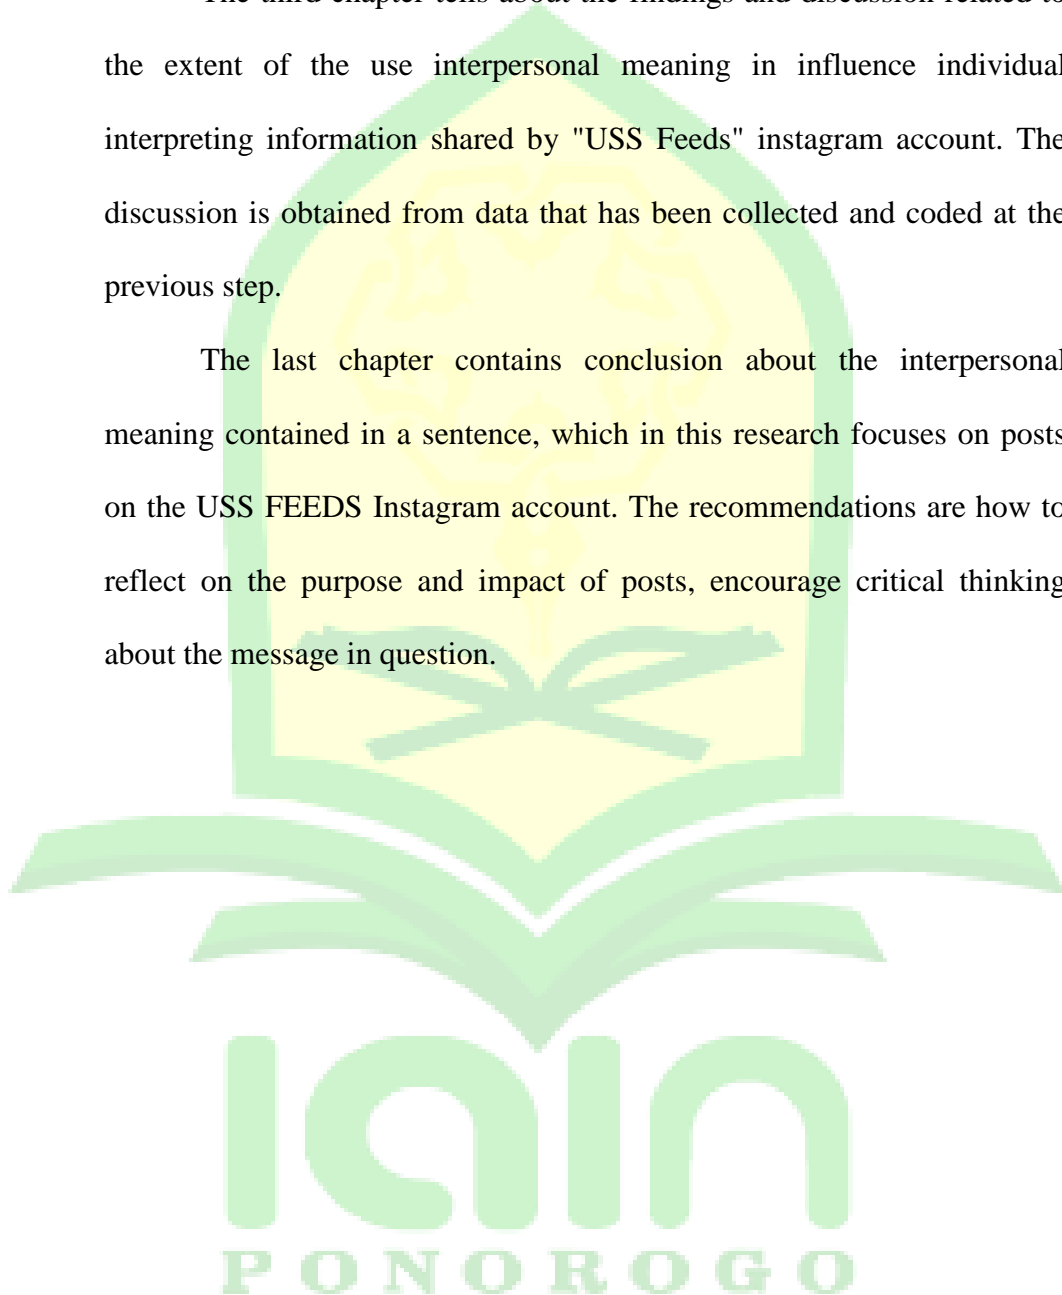 The third chapter tells about the findings and discussion related to
the extent of the use interpersonal meaning in influence individual
interpreting information shared by "USS Feeds" instagram account. The
discussion is obtained from data that has been collected and coded at the
previous step.
The last chapter contains conclusion about the interpersonal
meaning contained in a sentence, which in this research focuses on posts
on the USS FEEDS Instagram account. The recommendations are how to
reflect on the purpose and impact of posts, encourage critical thinking
about the message in question.
iain
PONOROGO